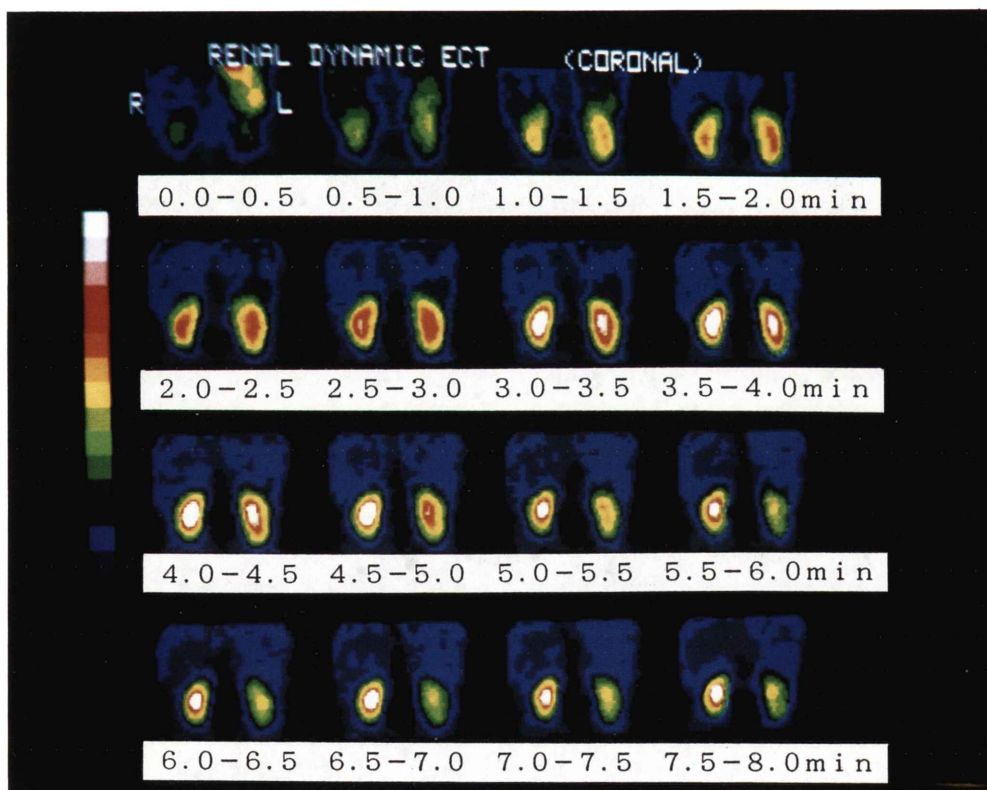 RENAL DYNAMIC ECT (CORONAL)
R L
0.0-0.5 0.5-1.0 1.0-1.5 1.5-2.0min
2.0-2.5 2.5-3.0 3.0-3.5 3.5-4.0min
4.0-4.5 4.5-5.0 5.0-5.5 5.5-6.0min
6.0-6.5 6.5-7.0 7.0-7.5 7.5-8.0min